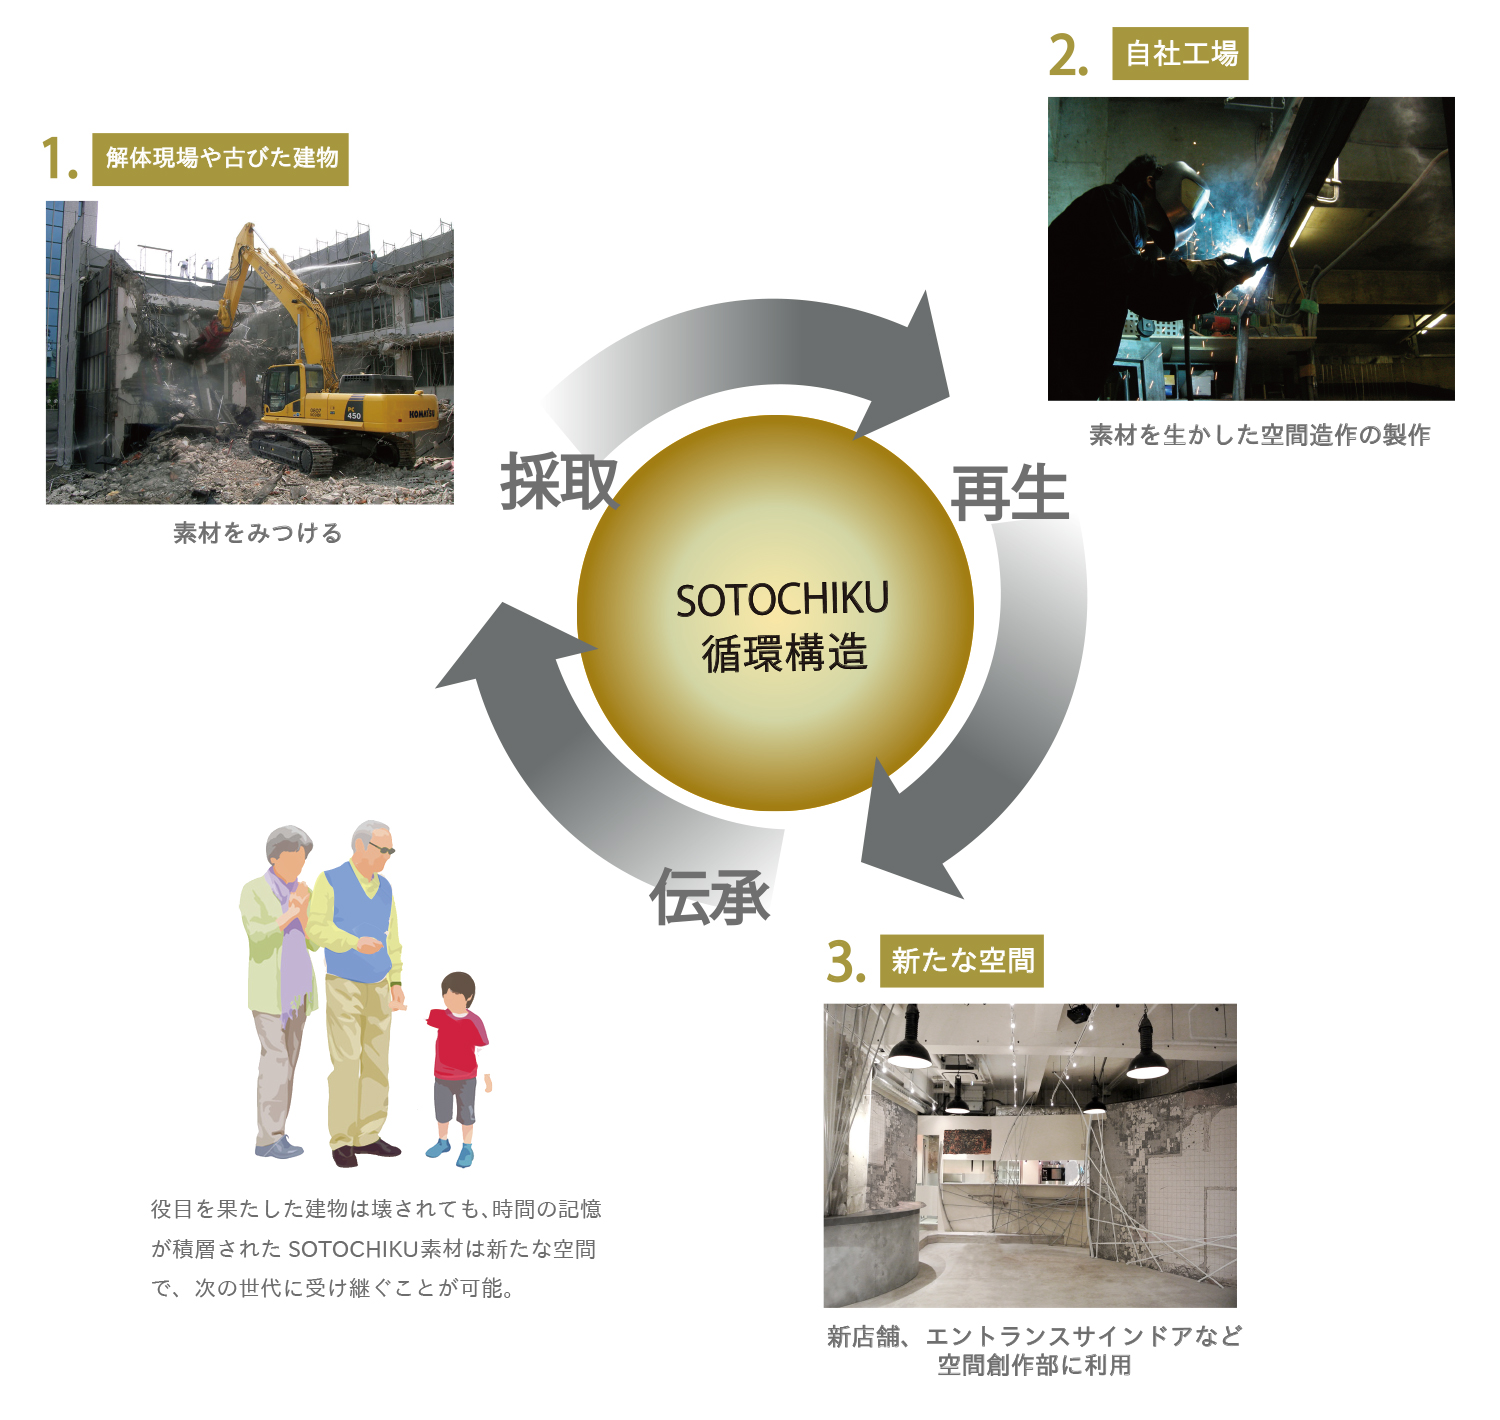 1. 解体現場や古びた建物
PC
450
KOMATSU
素材をみつける
2. 自社工場
素材を生かした空間造作の製作
採取
再生
SOTOCHIKU
循環構造
伝承
3. 新たな空間
新店舗、エントランスサインドアなど
空間創作部に利用
役目を果たした建物は壊されても、時間の記憶
が積層された SOTOCHIKU素材は新たな空間
で、次の世代に受け継ぐことが可能。